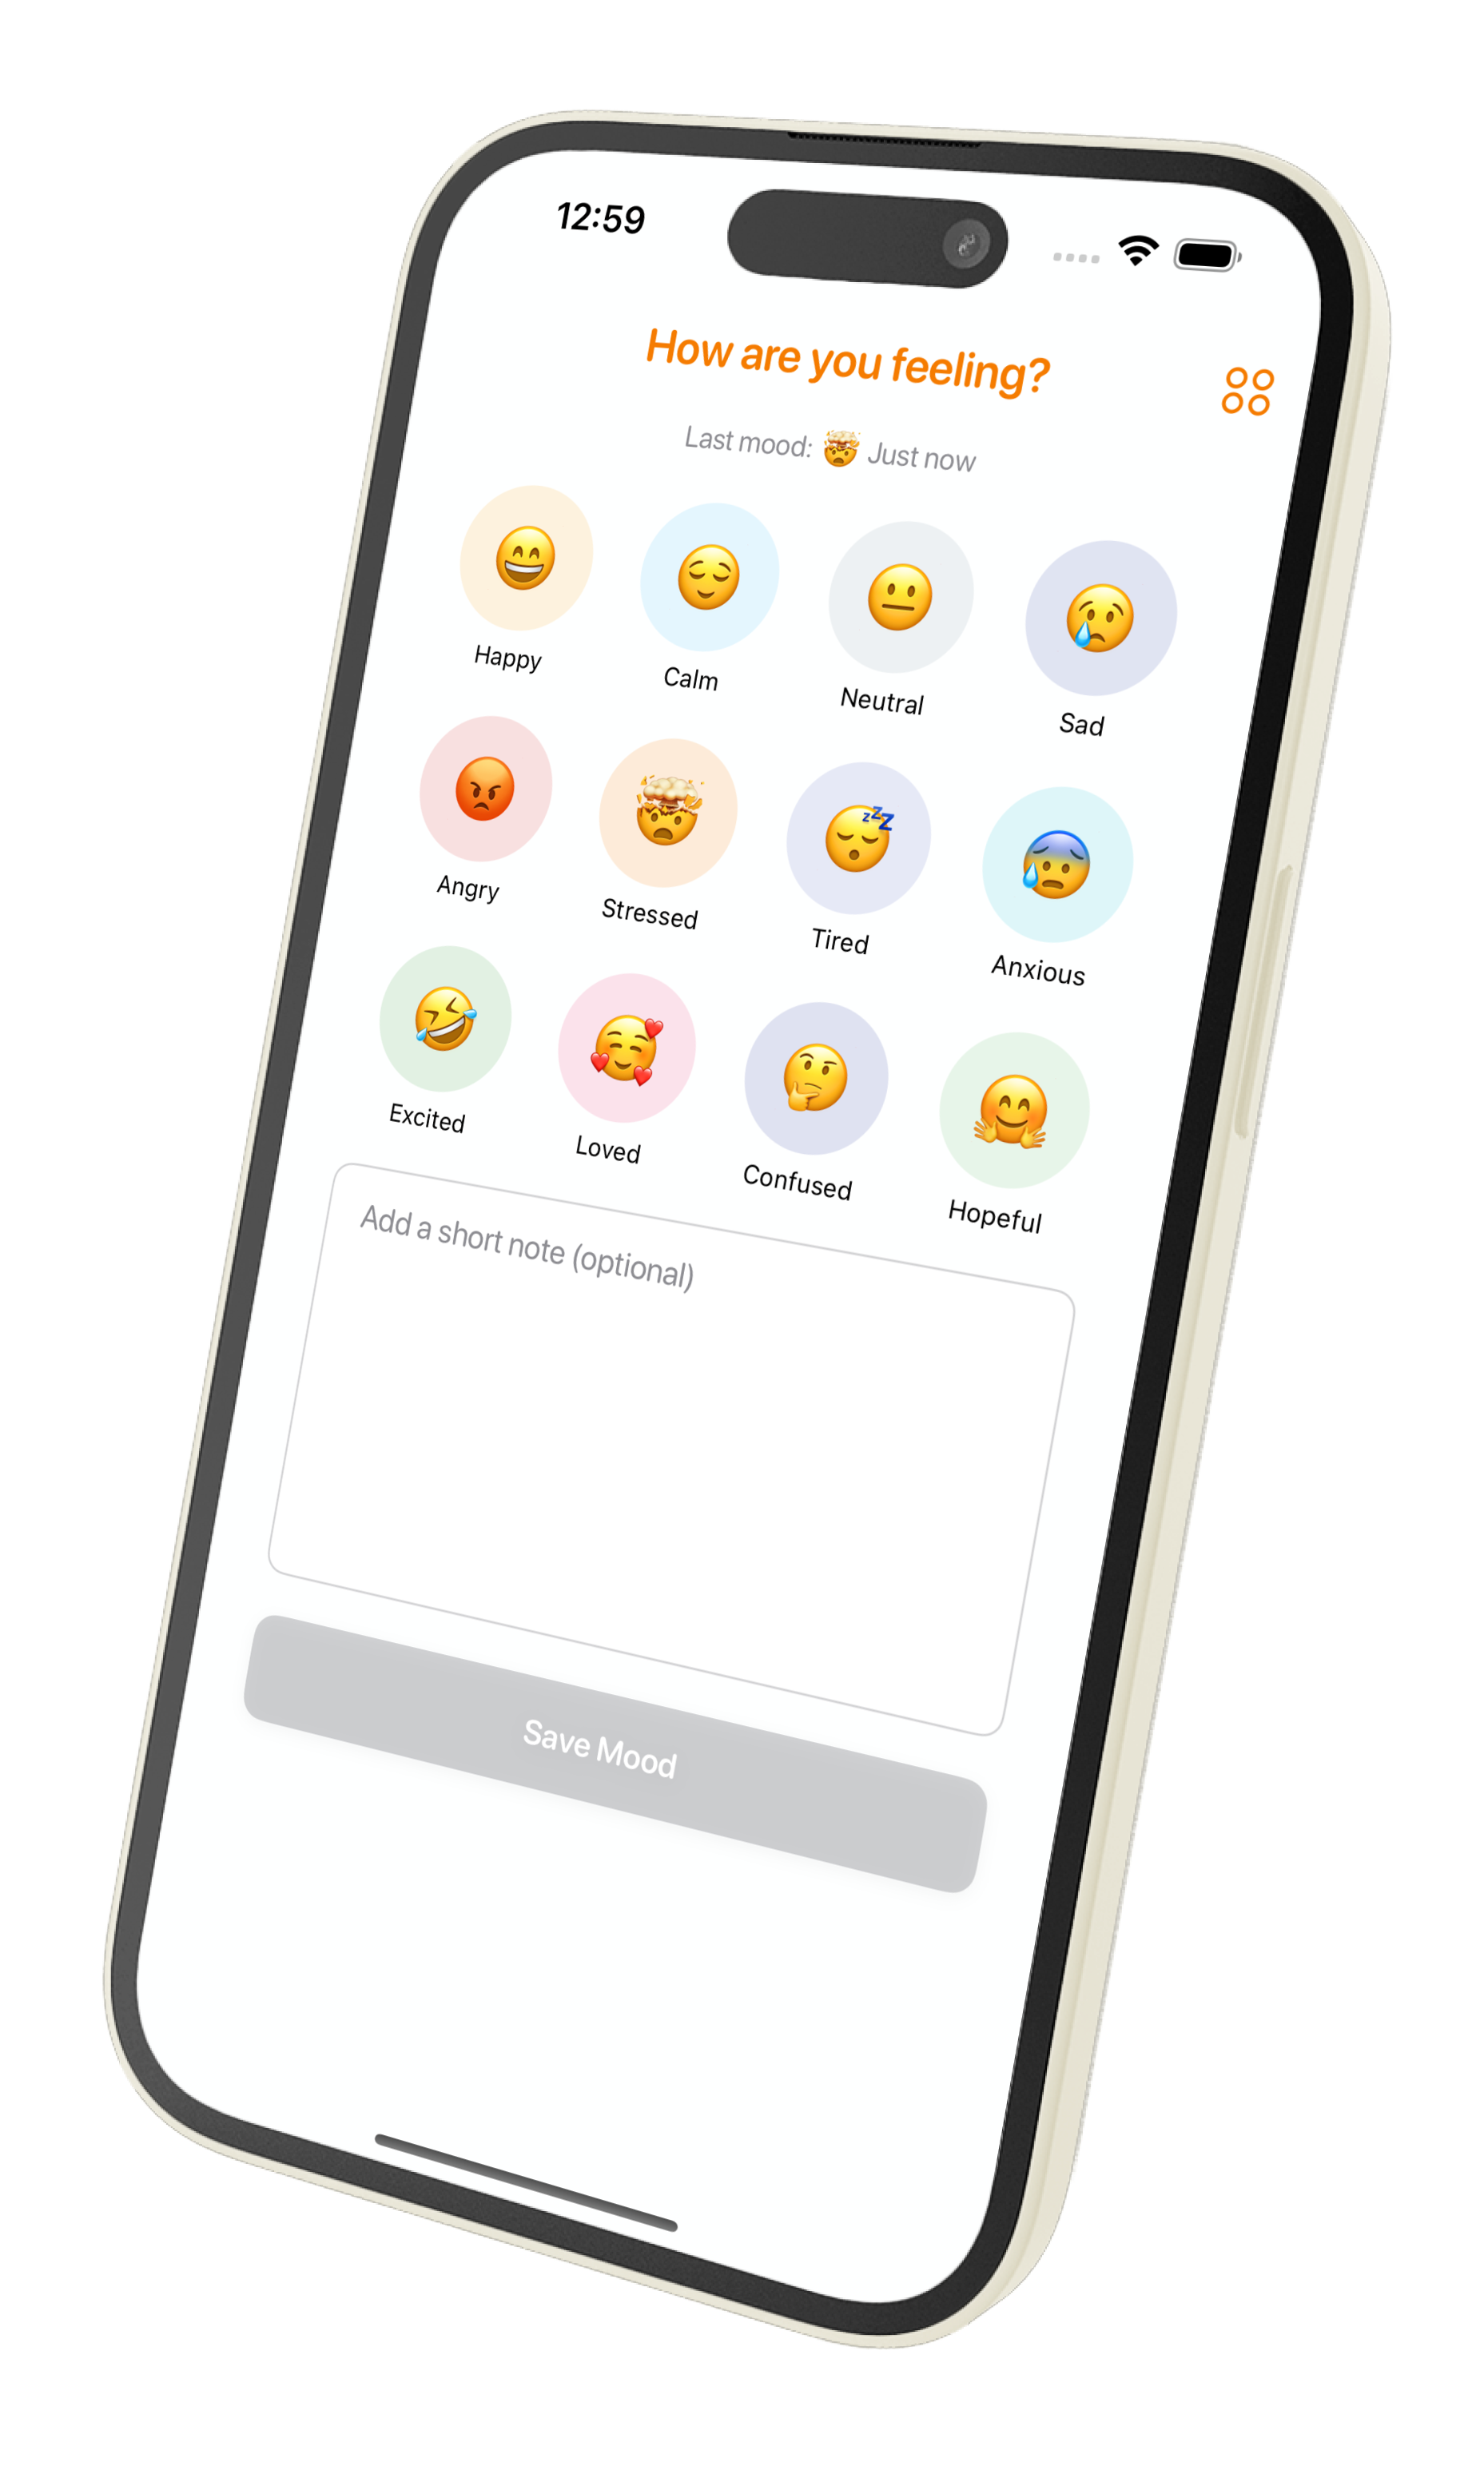 12:59
How are you feeling?
Last mood: 🤯 Just now
Happy Calm Neutral Sad
Angry Stressed Tired Anxious
Excited Loved Confused Hopeful
Add a short note (optional)
Save Mood